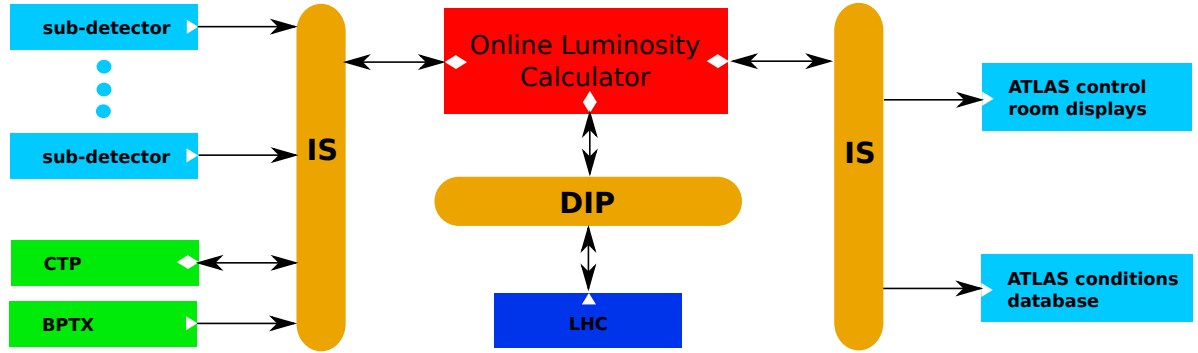 sub-detector
sub-detector
CTP
BPTX
IS
Online Luminosity
Calculator
DIP
LHC
IS
ATLAS control
room displays
ATLAS conditions
database